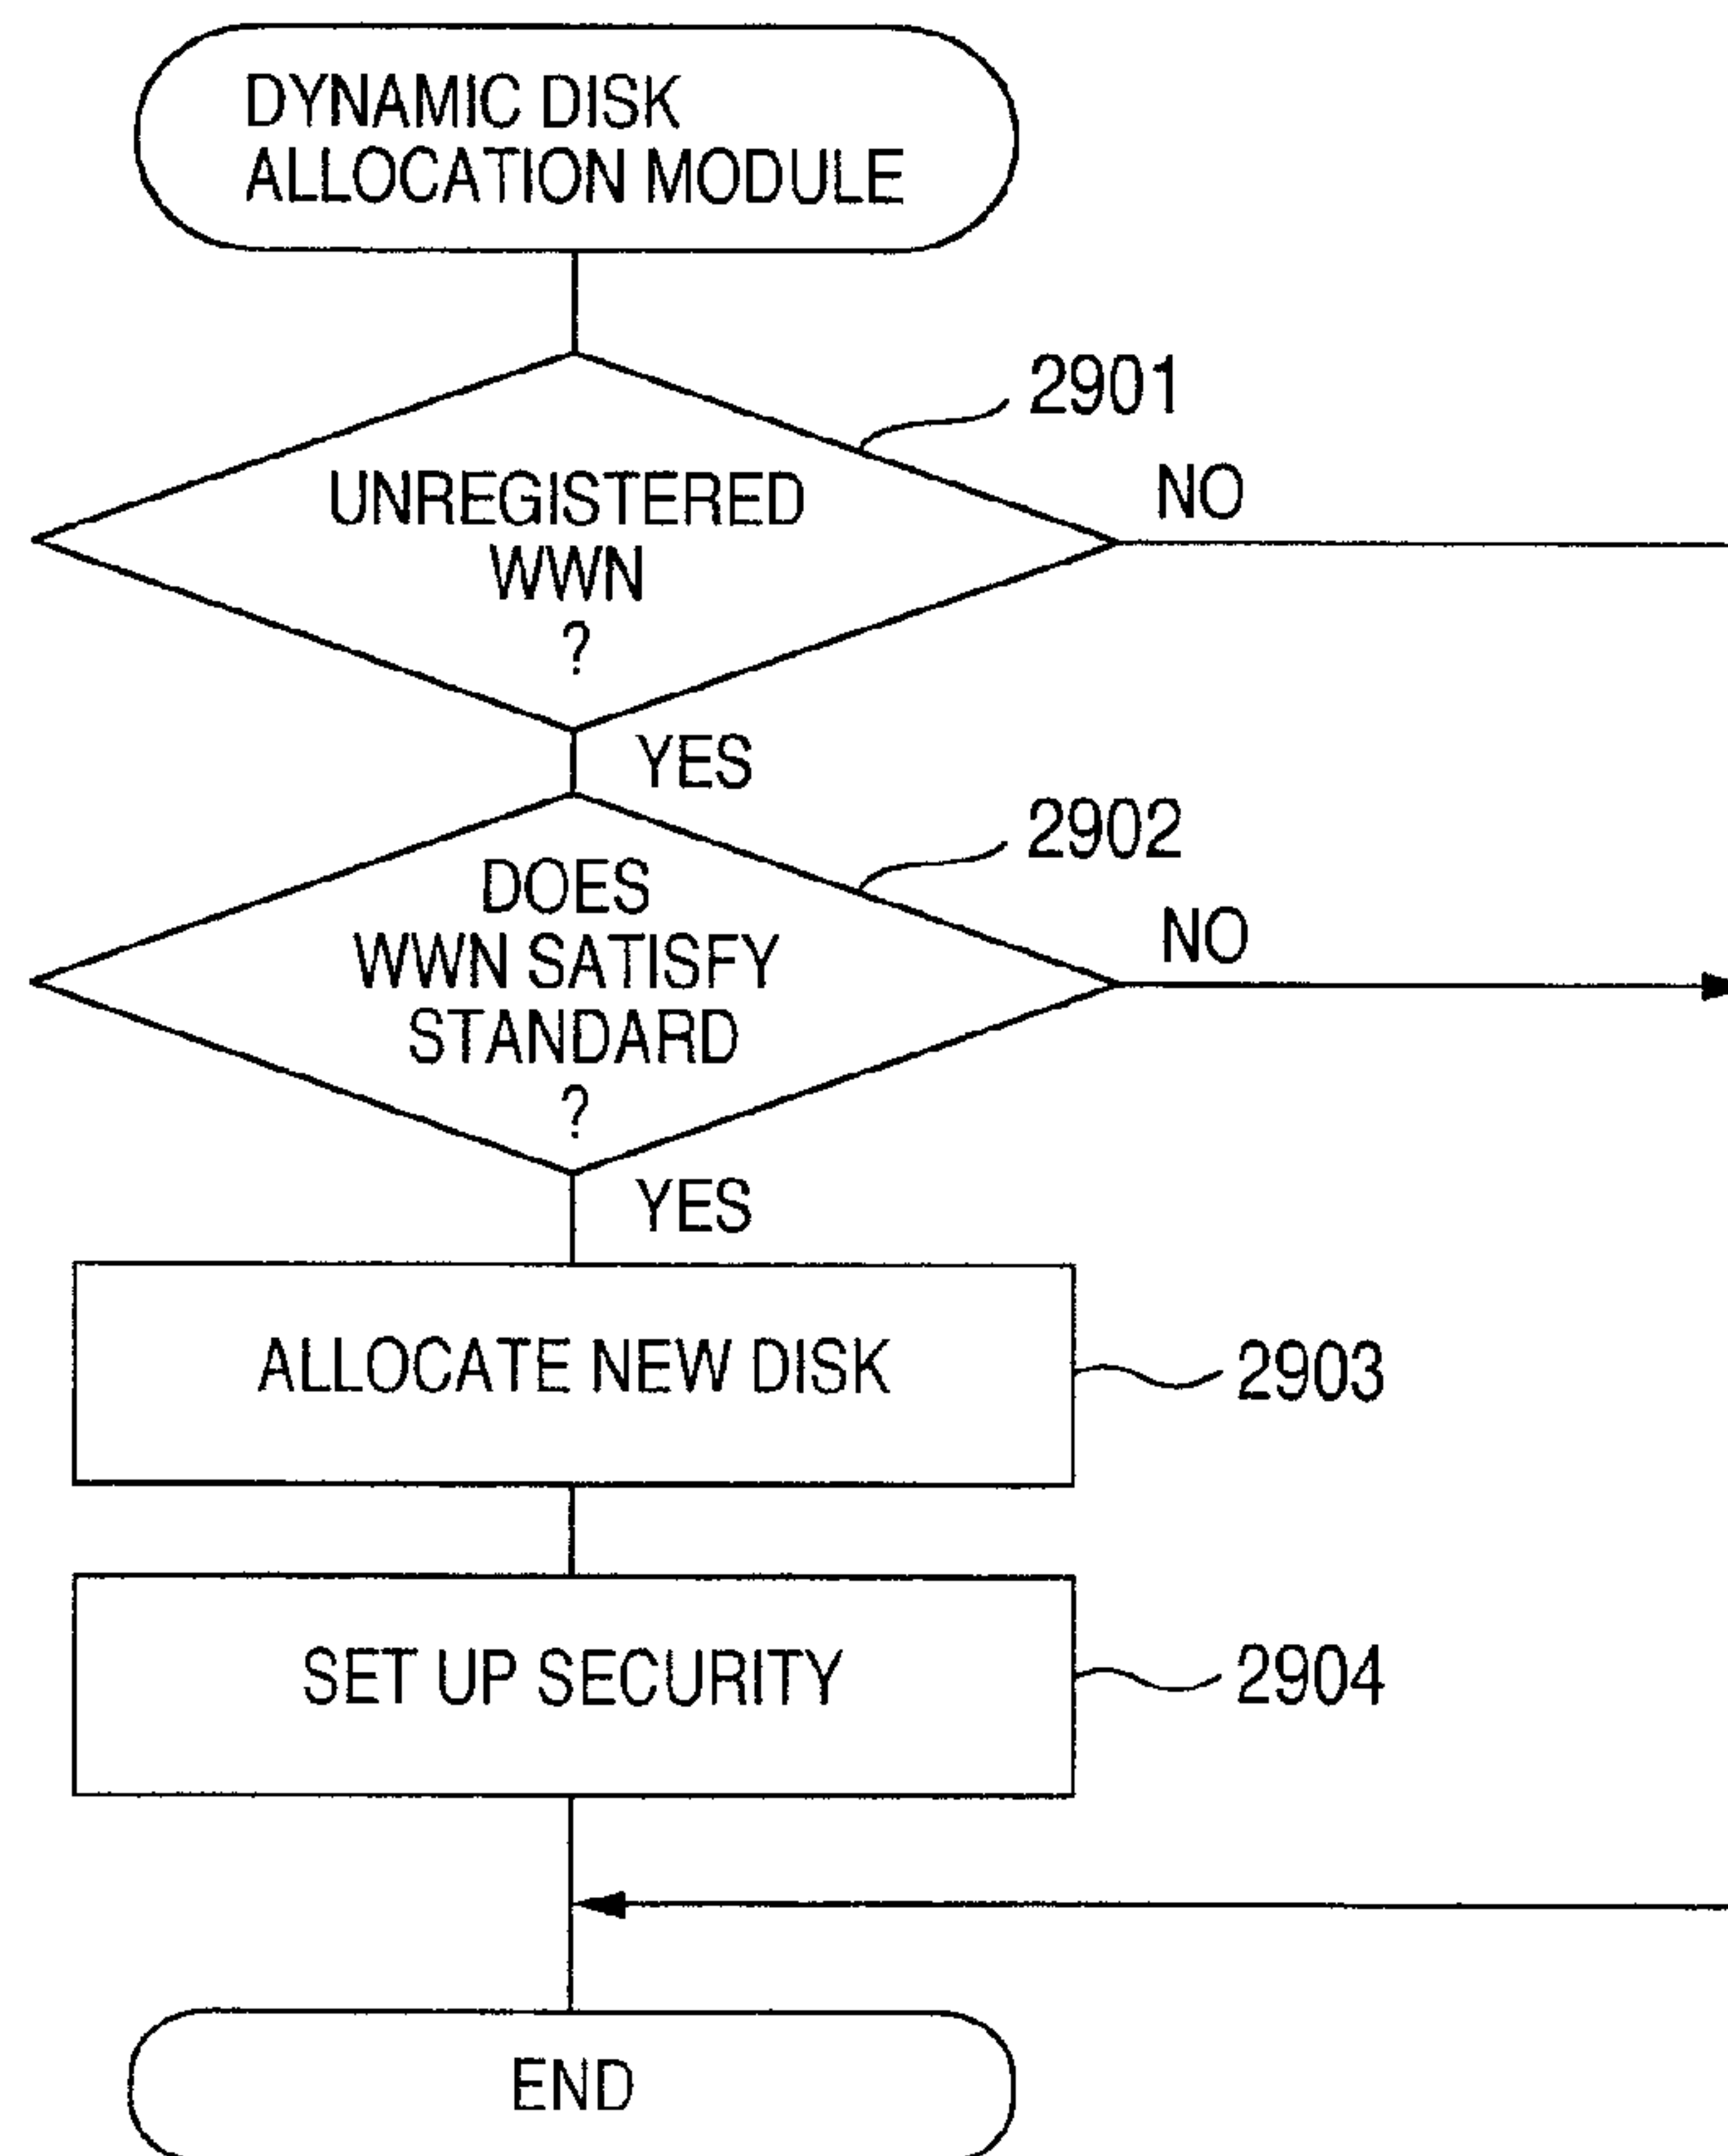 DYNAMIC DISK
ALLOCATION MODULE
2901
UNREGISTERED
WWN
?
NO
YES
2902
DOES
WWN SATISFY
STANDARD
?
NO
YES
ALLOCATE NEW DISK
2903
SET UP SECURITY
2904
END